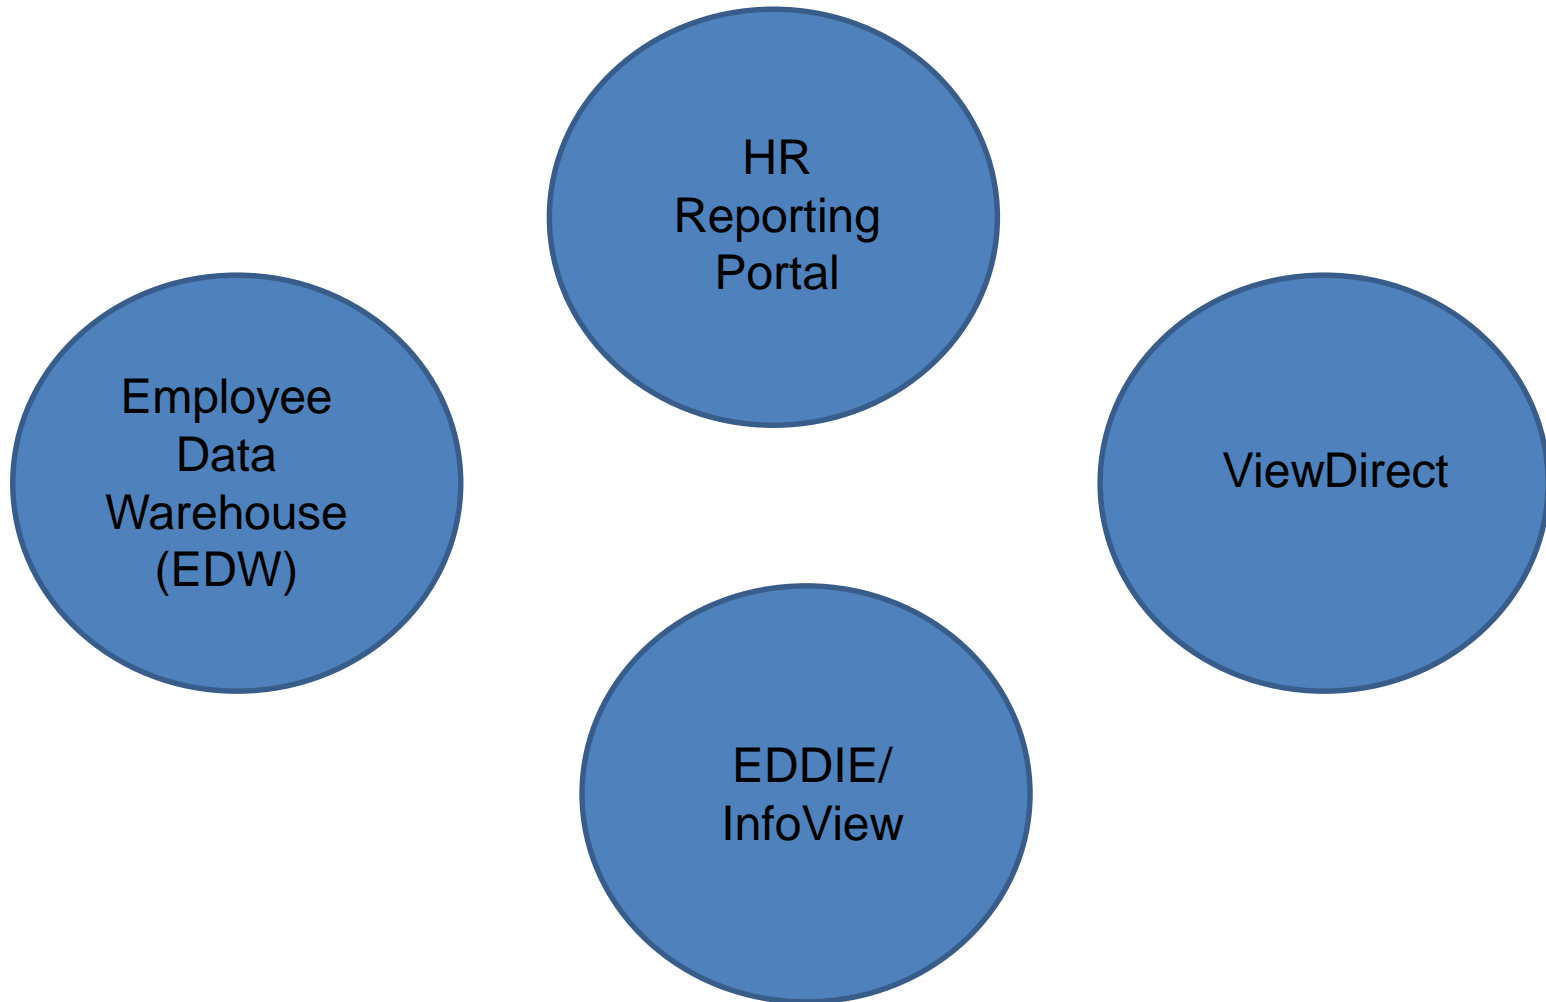 HR
Reporting
Portal
Employee
Data
Warehouse
(EDW)
ViewDirect
EDDIE/
InfoView